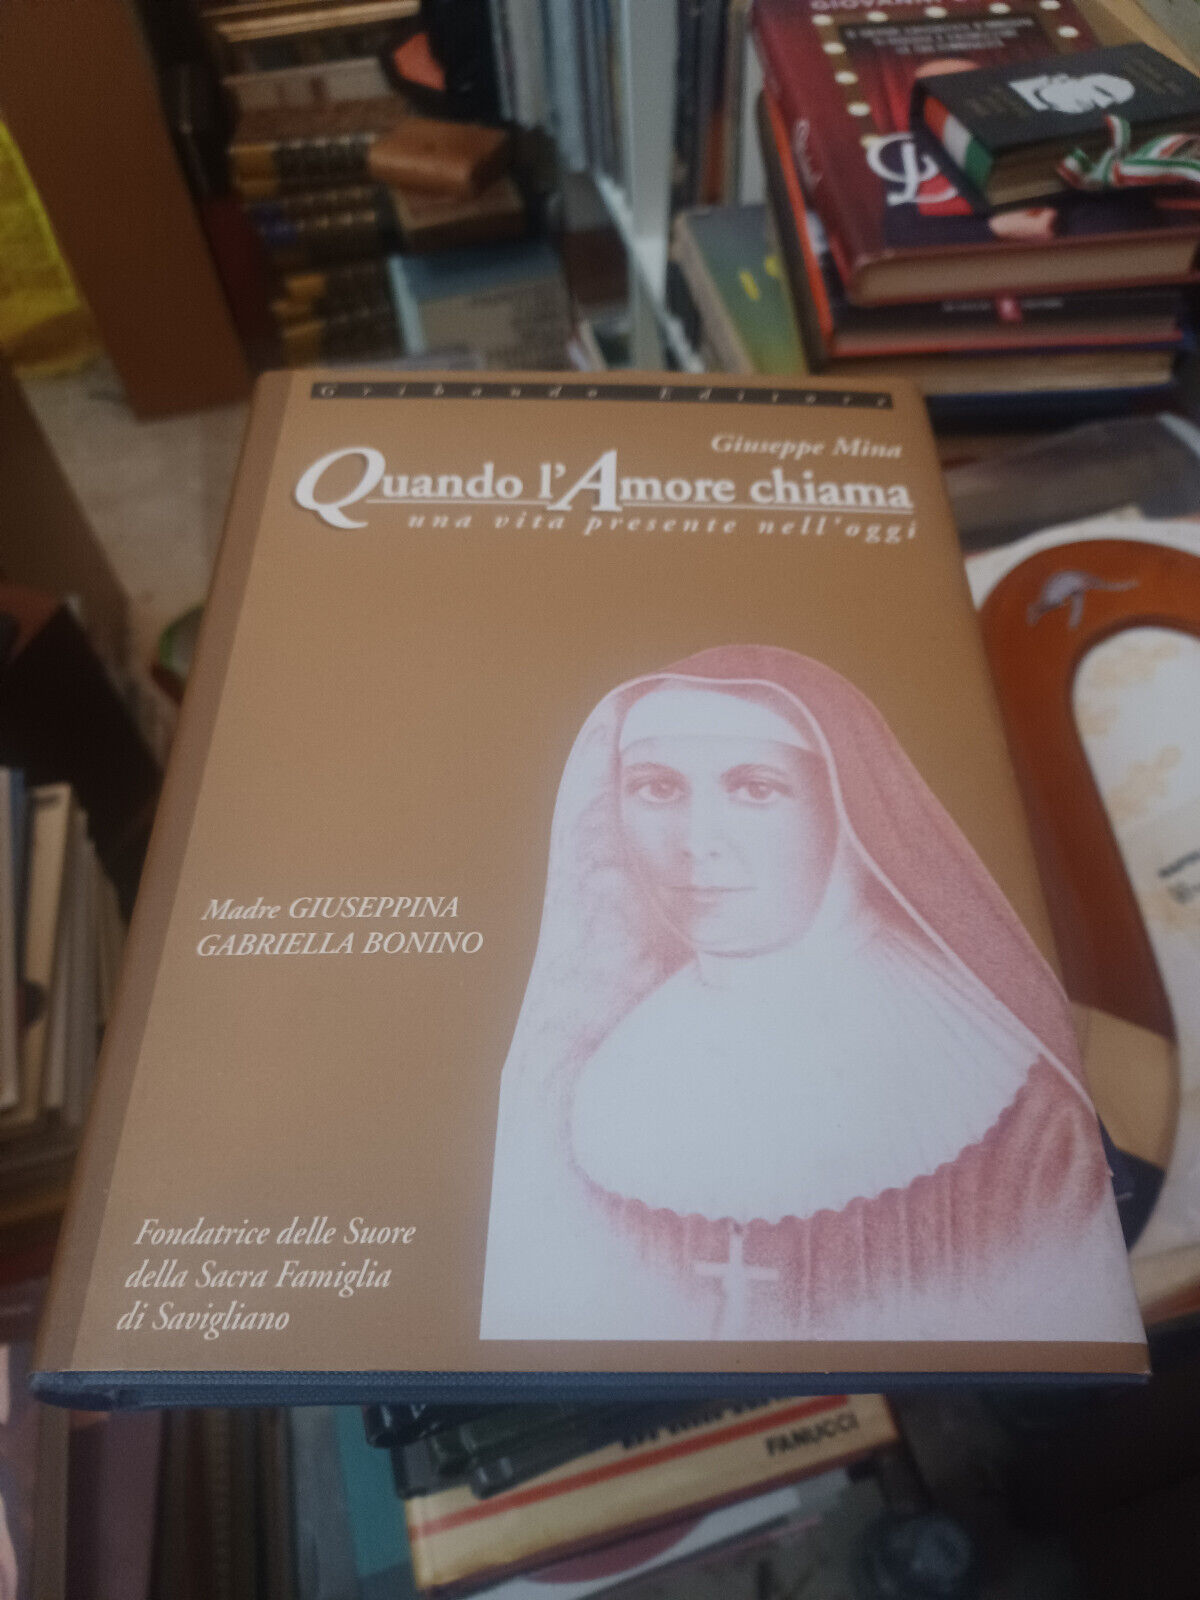 GIOVANNI
Gribaudo Editore
Giuseppe Mina
Quando l'Amore chiama
una vita presente nell'oggi
Madre GIUSEPPINA
GABRIELLA BONINO
Fondatrice delle Suore
della Sacra Famiglia
di Savigliano
FANUCCI